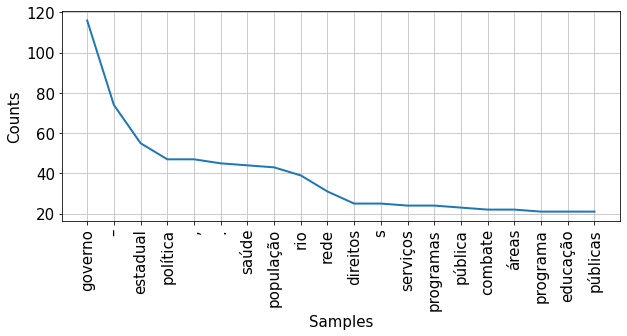 120
100
80
60
40
20
Counts
governo
–
estadual
política
,
.
saúde
população
rio
rede
direitos
s
serviços
programas
pública
combate
áreas
programa
educação
públicas
Samples